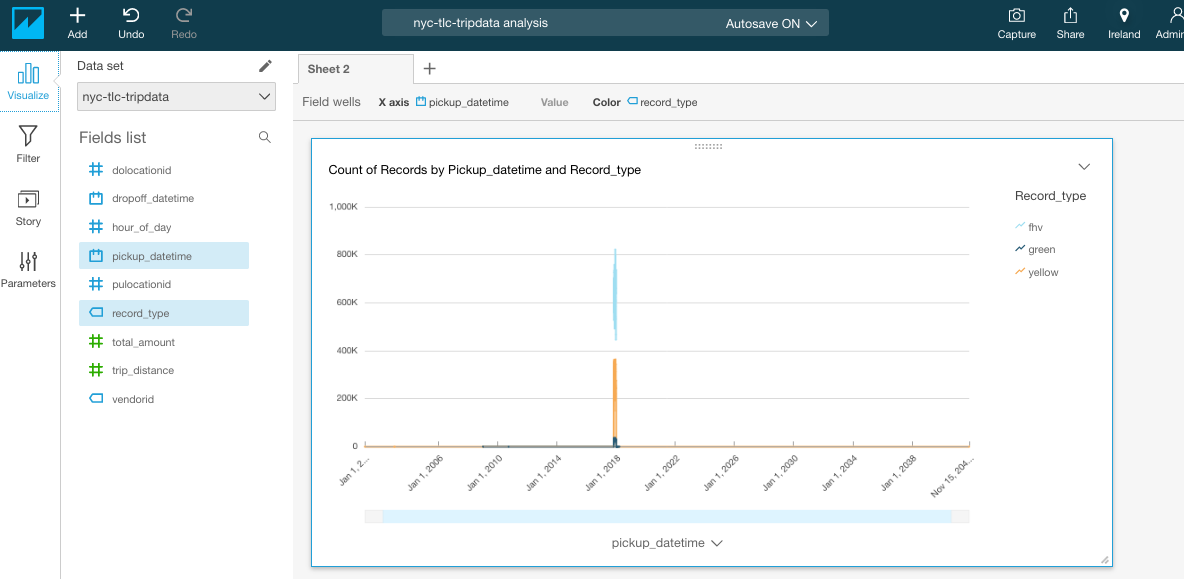 Add
Undo
Redo
nyc-tlc-tripdata analysis
Autosave ON
Capture
Share
Ireland
Admin
Visualize
Filter
Story
Parameters
Data set
nyc-tlc-tripdata
Fields list
dolocationid
dropoff_datetime
hour_of_day
pickup_datetime
pulocationid
record_type
total_amount
trip_distance
vendorid
Sheet 2
Field wells X axis pickup_datetime Value Color record_type
Count of Records by Pickup_datetime and Record_type
1,000K
800K
600K
400K
200K
0
Jan 1, 2...
Jan 1, 2006
Jan 1, 2010
Jan 1, 2014
Jan 1, 2018
Jan 1, 2022
Jan 1, 2026
Jan 1, 2030
Jan 1, 2034
Jan 1, 2038
Nov 15, 204...
pickup_datetime
Record_type
fhv
green
yellow